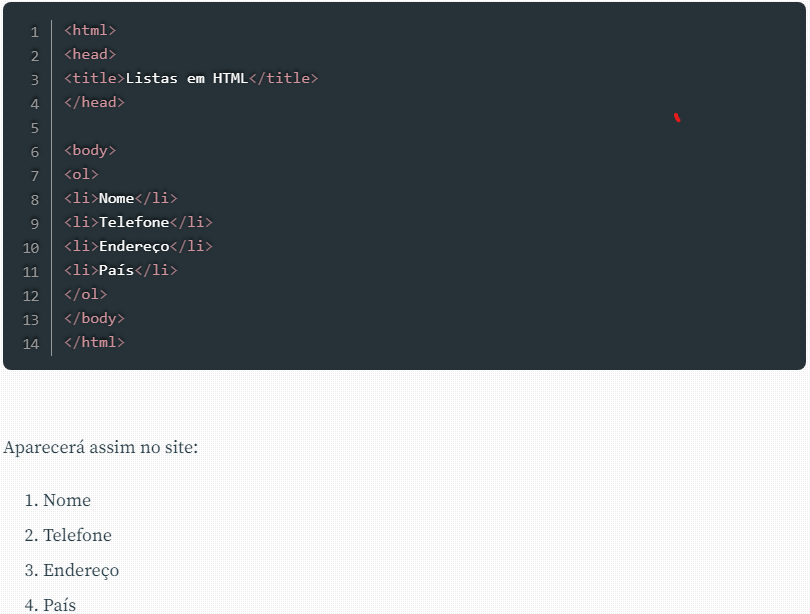 1 <html>
2 <head>
3 <title>Listas em HTML</title>
4 </head>
5
6 <body>
7 <ol>
8 <li>Nome</li>
9 <li>Telefone</li>
10 <li>Endereço</li>
11 <li>País</li>
12 </ol>
13 </body>
14 </html>
Aparecerá assim no site:
1. Nome
2. Telefone
3. Endereço
4. País